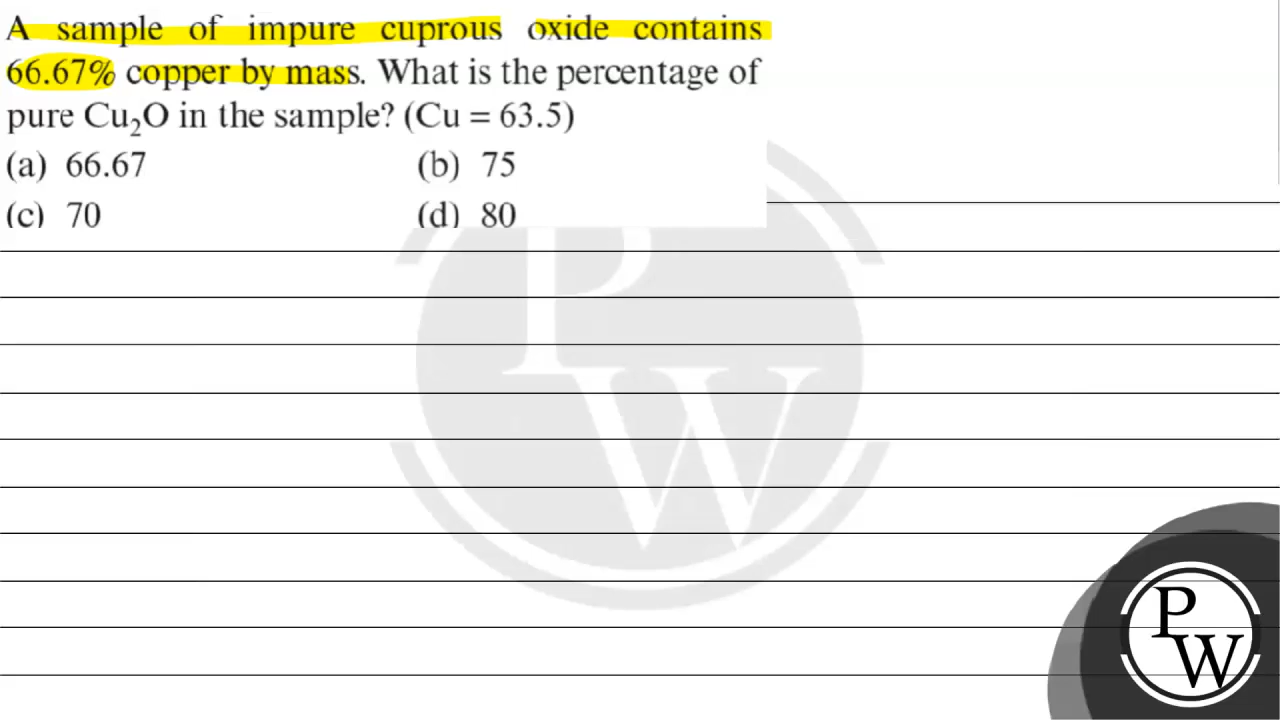 A sample of impure cuprous oxide contains
66.67% copper by mass. What is the percentage of
pure Cu₂O in the sample? (Cu = 63.5)
(a) 66.67 (b) 75
(c) 70 (d) 80
P
W
P
W